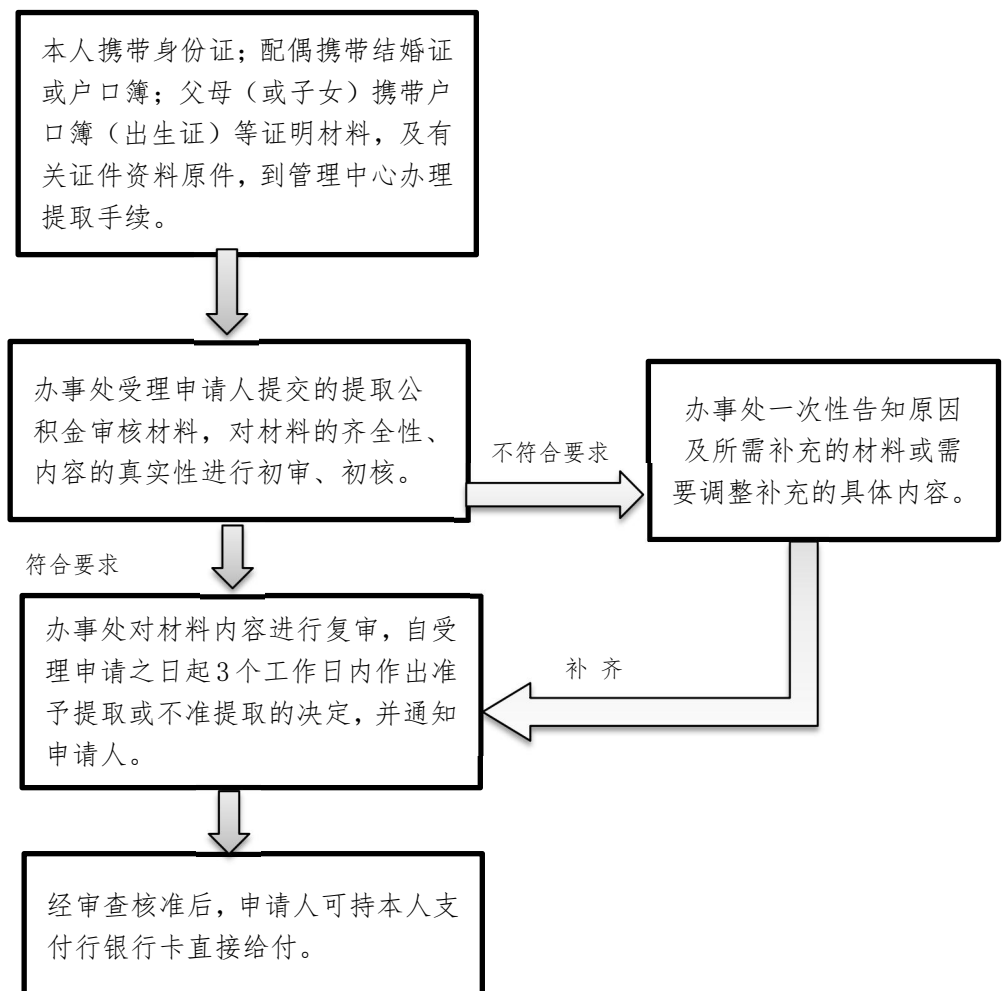 本人携带身份证；配偶携带结婚证
或户口簿；父母（或子女）携带户
口簿（出生证）等证明材料，及有
关证件资料原件，到管理中心办理
提取手续。
办事处受理申请人提交的提取公
积金审核材料，对材料的齐全性、
内容的真实性进行初审、初核。
不符合要求
办事处一次性告知原因
及所需补充的材料或需
要调整补充的具体内容。
符合要求
办事处对材料内容进行复审，自受
理申请之日起3个工作日内作出准
予提取或不准提取的决定，并通知
申请人。
补 齐
经审查核准后，申请人可持本人支
付行银行卡直接给付。